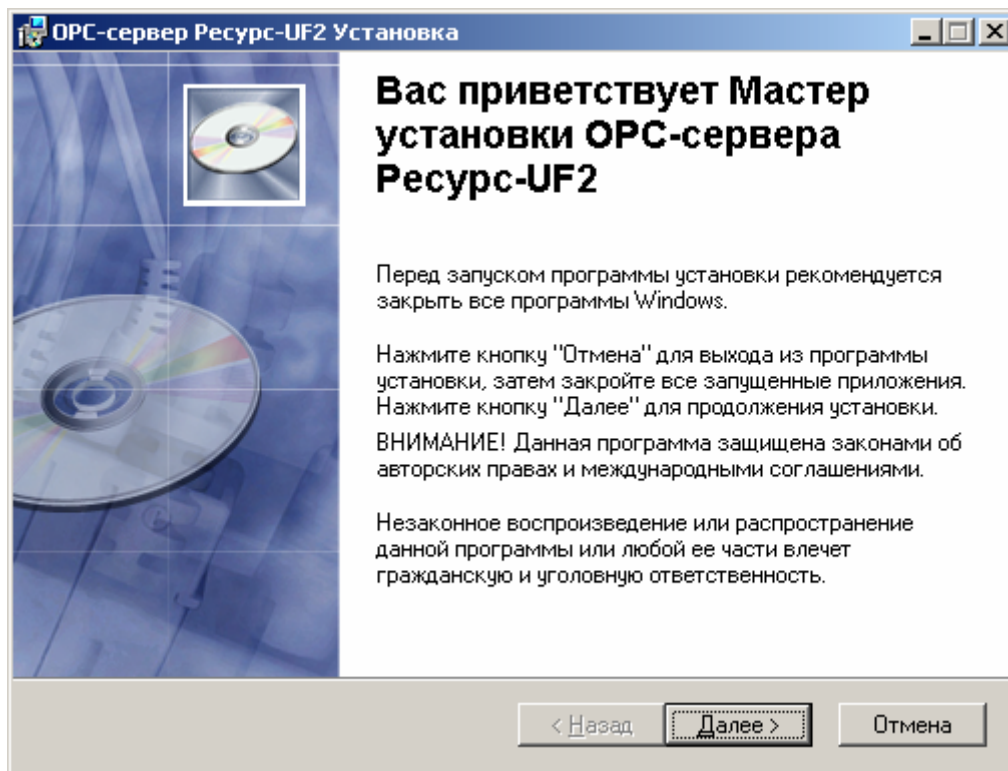 OPC-сервер Ресурс-UF2 Установка
Вас приветствует Мастер
установки OPC-сервера
Ресурс-UF2
Перед запуском программы установки рекомендуется
закрыть все программы Windows.
Нажмите кнопку "Отмена" для выхода из программы
установки, затем закройте все запущенные приложения.
Нажмите кнопку "Далее" для продолжения установки.
ВНИМАНИЕ! Данная программа защищена законами об
авторских правах и международными соглашениями.
Незаконное воспроизведение или распространение
данной программы или любой ее части влечет
гражданскую и уголовную ответственность.
< Назад Далее > Отмена